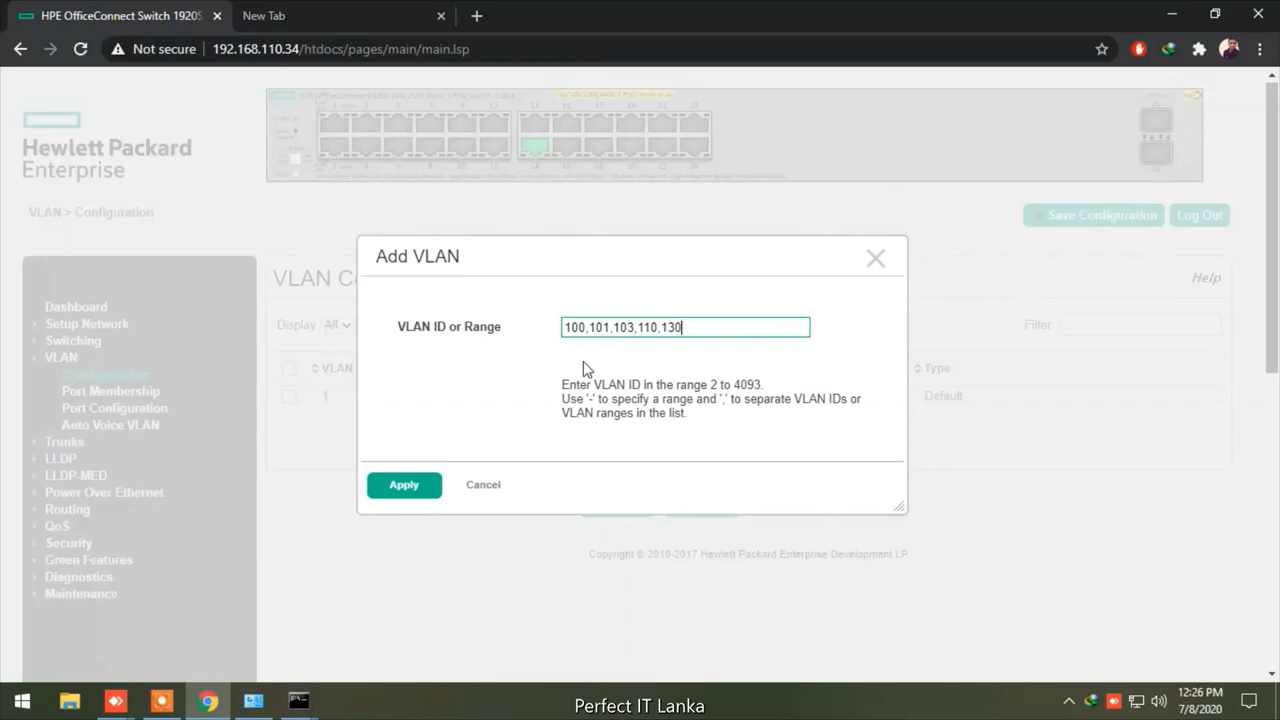 HPE OfficeConnect Switch 1920S
New Tab
Not secure
192.168.110.34/htdocs/pages/main/main.lsp
Hewlett Packard
Enterprise
VLAN > Configuration
Save Configuration
Log Out
Add VLAN
VLAN C
Help
Dashboard
Setup Network
Switching
VLAN
Configuration
Port Membership
Port Configuration
Auto Voice VLAN
Trunks
LLDP
LLDP-MED
Power Over Ethernet
Routing
QoS
Security
Green Features
Diagnostics
Maintenance
Display All
Filter:
VLAN
Type
1
Default
VLAN ID or Range
100,101,103,110,130
Enter VLAN ID in the range 2 to 4093.
Use '-' to specify a range and ',' to separate VLAN IDs or
VLAN ranges in the list.
Apply
Cancel
Copyright © 2010-2017 Hewlett Packard Enterprise Development LP
12:26 PM
7/8/2020
Perfect IT Lanka